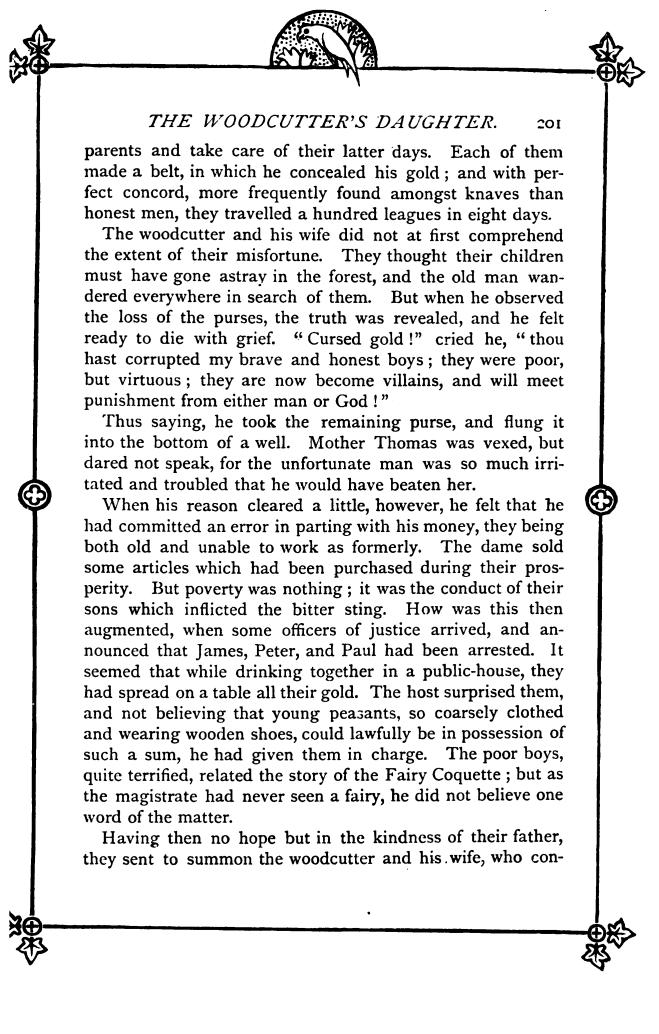 THE WOODCUTTER'S DAUGHTER. 201
parents and take care of their latter days. Each of them
made a belt, in which he concealed his gold ; and with per-
fect concord, more frequently found amongst knaves than
honest men, they travelled a hundred leagues in eight days.
The woodcutter and his wife did not at first comprehend
the extent of their misfortune. They thought their children
must have gone astray in the forest, and the old man wan-
dered everywhere in search of them. But when he observed
the loss of the purses, the truth was revealed, and he felt
ready to die with grief. “ Cursed gold !” cried he, “ thou
hast corrupted my brave and honest boys ; they were poor,
but virtuous ; they are now become villains, and will meet
punishment from either man or God ! ”
Thus saying, he took the remaining purse, and flung it
into the bottom of a well. Mother Thomas was vexed, but
dared not speak, for the unfortunate man was so much irri-
tated and troubled that he would have beaten her.
When his reason cleared a little, however, he felt that he
had committed an error in parting with his money, they being
both old and unable to work as formerly. The dame sold
some articles which had been purchased during their pros-
perity. But poverty was nothing ; it was the conduct of their
sons which inflicted the bitter sting. How was this then
augmented, when some officers of justice arrived, and an-
nounced that James, Peter, and Paul had been arrested. It
seemed that while drinking together in a public-house, they
had spread on a table all their gold. The host surprised them,
and not believing that young peasants, so coarsely clothed
and wearing wooden shoes, could lawfully be in possession of
such a sum, he had given them in charge. The poor boys,
quite terrified, related the story of the Fairy Coquette ; but as
the magistrate had never seen a fairy, he did not believe one
word of the matter.
Having then no hope but in the kindness of their father,
they sent to summon the woodcutter and his wife, who con-